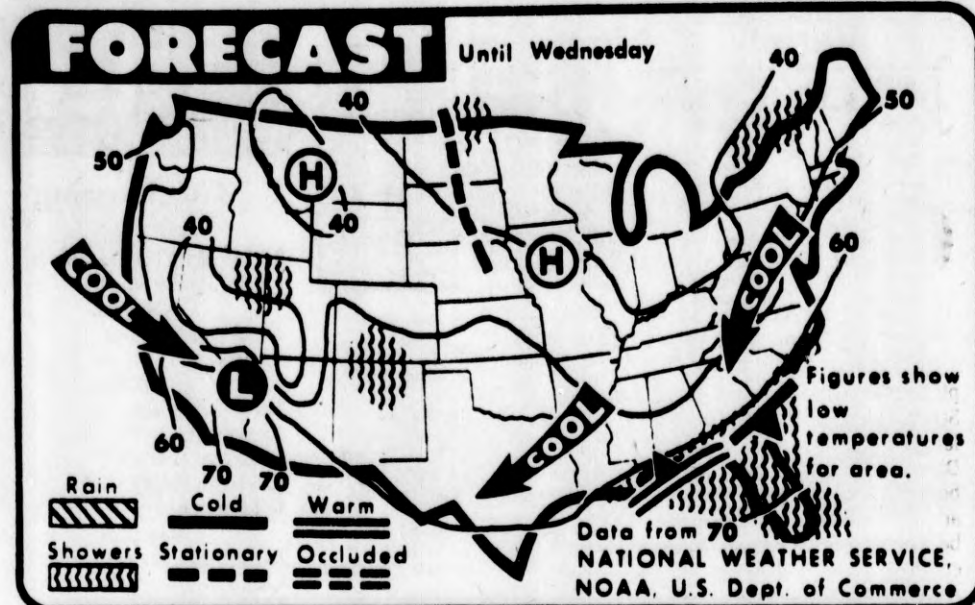 FORECAST
Until Wednesday
40
40
50
50
H
40
40
H
COOL
COOL
60
L
COOL
60
70
70
Figures show
low
temperatures
for area.
Rain
Cold
Warm
Showers
Stationary
Occluded
Data from 70
NATIONAL WEATHER SERVICE,
NOAA, U.S. Dept. of Commerce